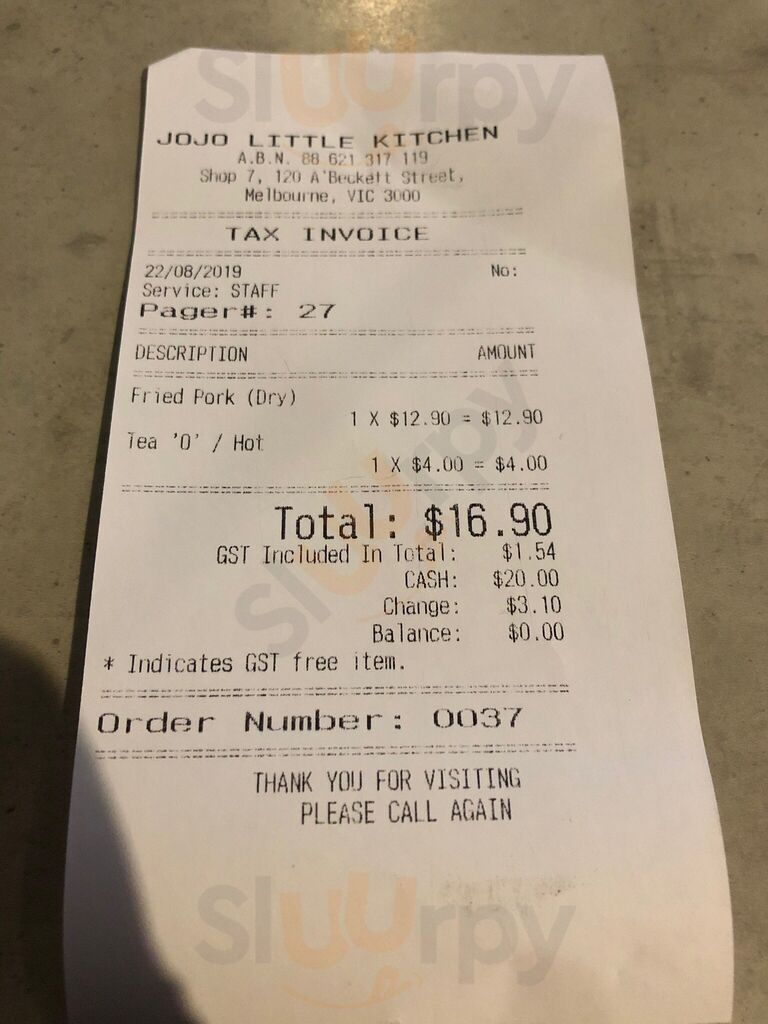 JOJO LITTLE KITCHEN
A.B.N. 88 621 317 119
Shop 7, 120 A'Beckett Street,
Melbourne, VIC 3000
TAX INVOICE
22/08/2019 No:
Service: STAFF
Pager#: 27
DESCRIPTION AMOUNT
Fried Pork (Dry)
1 X $12.90 = $12.90
Tea 'O' / Hot
1 X $4.00 = $4.00
Total: $16.90
GST Included In Total: $1.54
CASH: $20.00
Change: $3.10
Balance: $0.00
* Indicates GST free item.
Order Number: 0037
THANK YOU FOR VISITING
PLEASE CALL AGAIN
Sluurpy
Sluurpy
Sluurpy